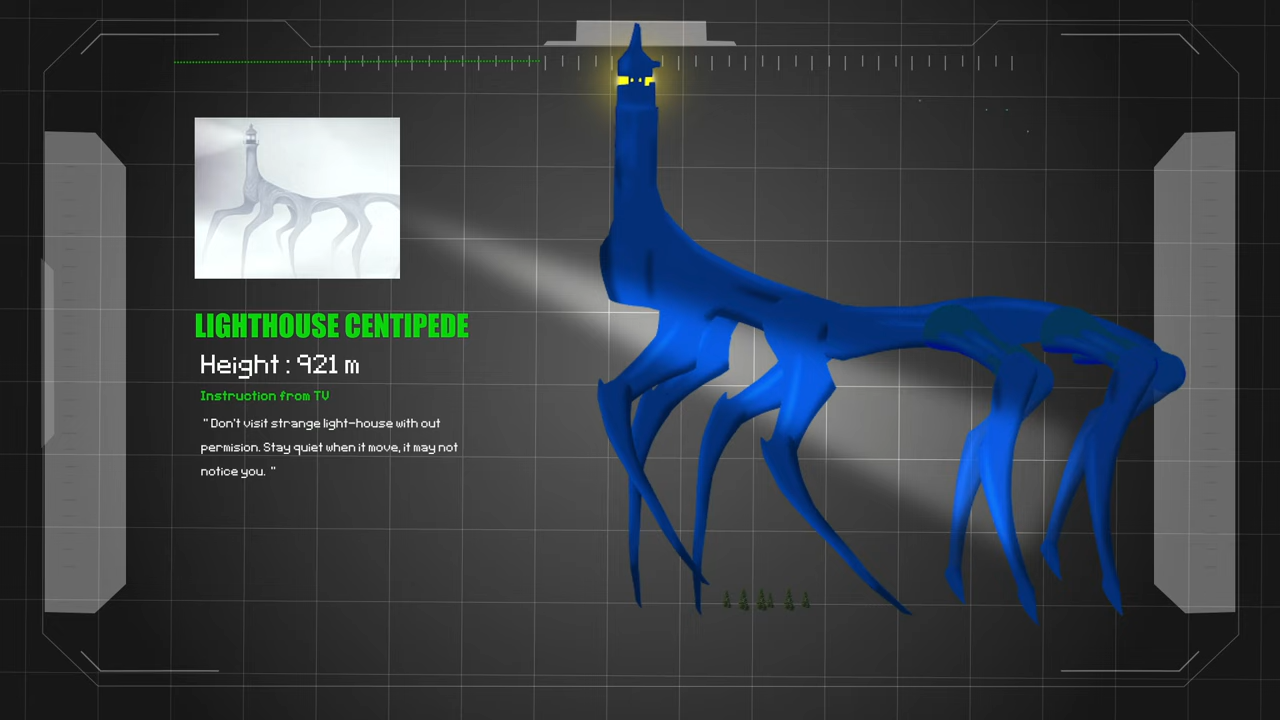 LIGHTHOUSE CENTIPEDE
Height : 921 m
Instruction from TV
" Don't visit strange light-house with out
permision. Stay quiet when it move, it may not
notice you. "